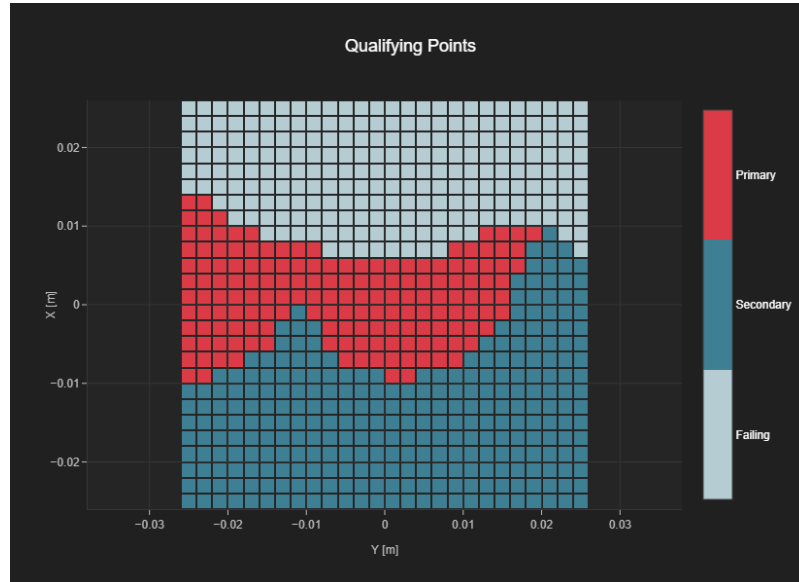 Qualifying Points
0.02
0.01
0
−0.01
−0.02
X [m]
−0.03
−0.02
−0.01
0
0.01
0.02
0.03
Y [m]
Primary
Secondary
Failing